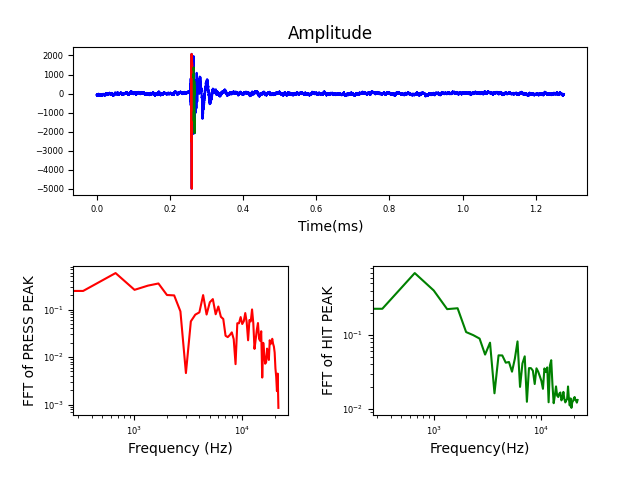 Amplitude
2000
1000
0
−1000
−2000
−3000
−4000
−5000
0.0 0.2 0.4 0.6 0.8 1.0 1.2
Time(ms)
FFT of PRESS PEAK
10⁻¹
10⁻²
10⁻³
10³ 10⁴
Frequency (Hz)
FFT of HIT PEAK
10⁻¹
10⁻²
10³ 10⁴
Frequency(Hz)